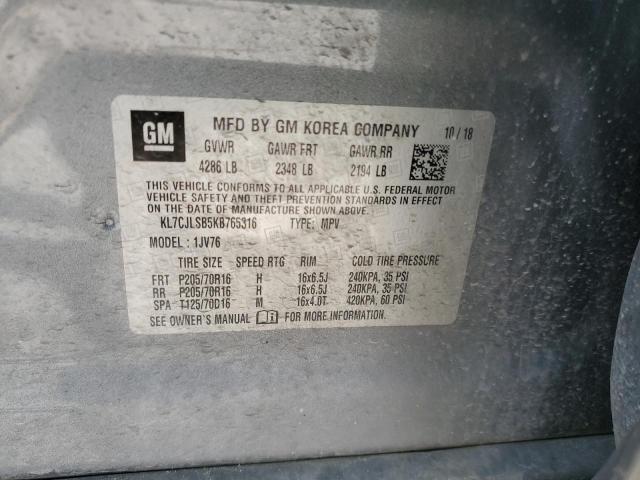 GM
MFD BY GM KOREA COMPANY 10 / 18
GVWR GAWR FRT GAWR RR
4286 LB 2348 LB 2194 LB
THIS VEHICLE CONFORMS TO ALL APPLICABLE U.S. FEDERAL MOTOR
VEHICLE SAFETY AND THEFT PREVENTION STANDARDS IN EFFECT ON
THE DATE OF MANUFACTURE SHOWN ABOVE.
KL7CJLSB5KB765316 TYPE: MPV
MODEL : 1JV76
TIRE SIZE SPEED RTG RIM COLD TIRE PRESSURE
FRT P205/70R16 H 16x6.5J 240KPA, 35 PSI
RR P205/70R16 H 16x6.5J 240KPA, 35 PSI
SPA T125/70D16 M 16x4.0T 420KPA, 60 PSI
SEE OWNER'S MANUAL FOR MORE INFORMATION.